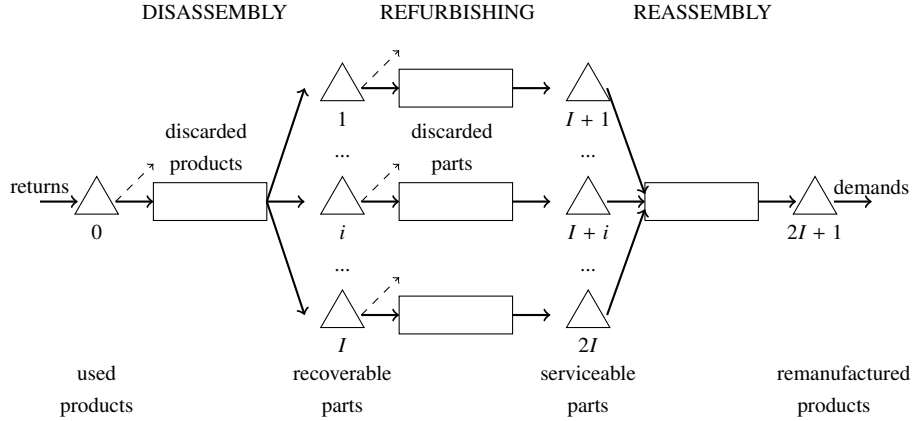 DISASSEMBLY REFURBISHING REASSEMBLY
1
I + 1
discarded
products
discarded
parts
...
...
returns
demands
0
i
I + i
2I + 1
...
...
I
2I
used
products
recoverable
parts
serviceable
parts
remanufactured
products